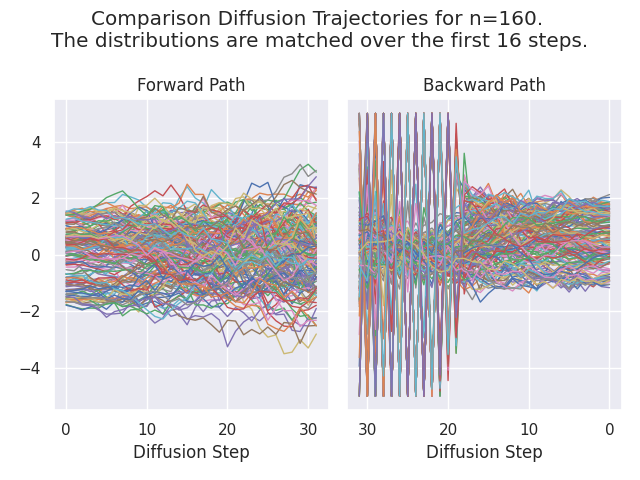 Comparison Diffusion Trajectories for n=160.
The distributions are matched over the first 16 steps.
Forward Path
Backward Path
4
2
0
−2
−4
0 10 20 30
30 20 10 0
Diffusion Step
Diffusion Step